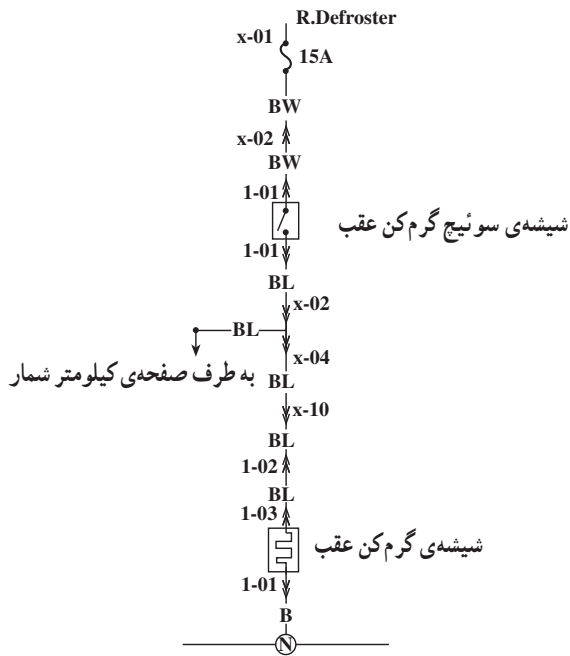 R.Defroster
x-01
15A
BW
x-02
BW
1-01
شیشه‌ی سوئیچ گرم‌کن عقب
1-01
BL
x-02
BL
x-04
به طرف صفحه‌ی کیلومتر شمار
BL
x-10
BL
1-02
BL
1-03
شیشه‌ی گرم‌کن عقب
1-01
B
N